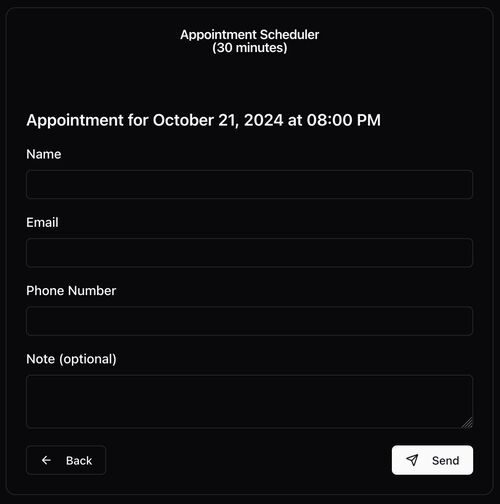 Appointment Scheduler
(30 minutes)
Appointment for October 21, 2024 at 08:00 PM
Name
Email
Phone Number
Note (optional)
Back
Send